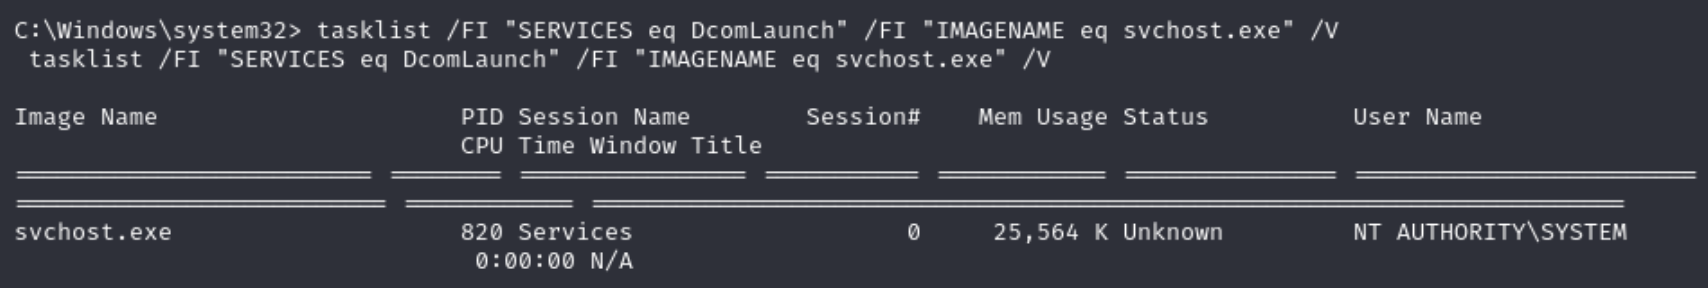 C:\Windows\system32> tasklist /FI "SERVICES eq DcomLaunch" /FI "IMAGENAME eq svchost.exe" /V
 tasklist /FI "SERVICES eq DcomLaunch" /FI "IMAGENAME eq svchost.exe" /V
Image Name                     PID Session Name        Session#    Mem Usage Status          User Name
                               CPU Time Window Title
========================= ======== ================ =========== ============ =============== ========================
========================== ============ ========================================================================
svchost.exe                    820 Services                   0     25,564 K Unknown         NT AUTHORITY\SYSTEM
                                0:00:00 N/A